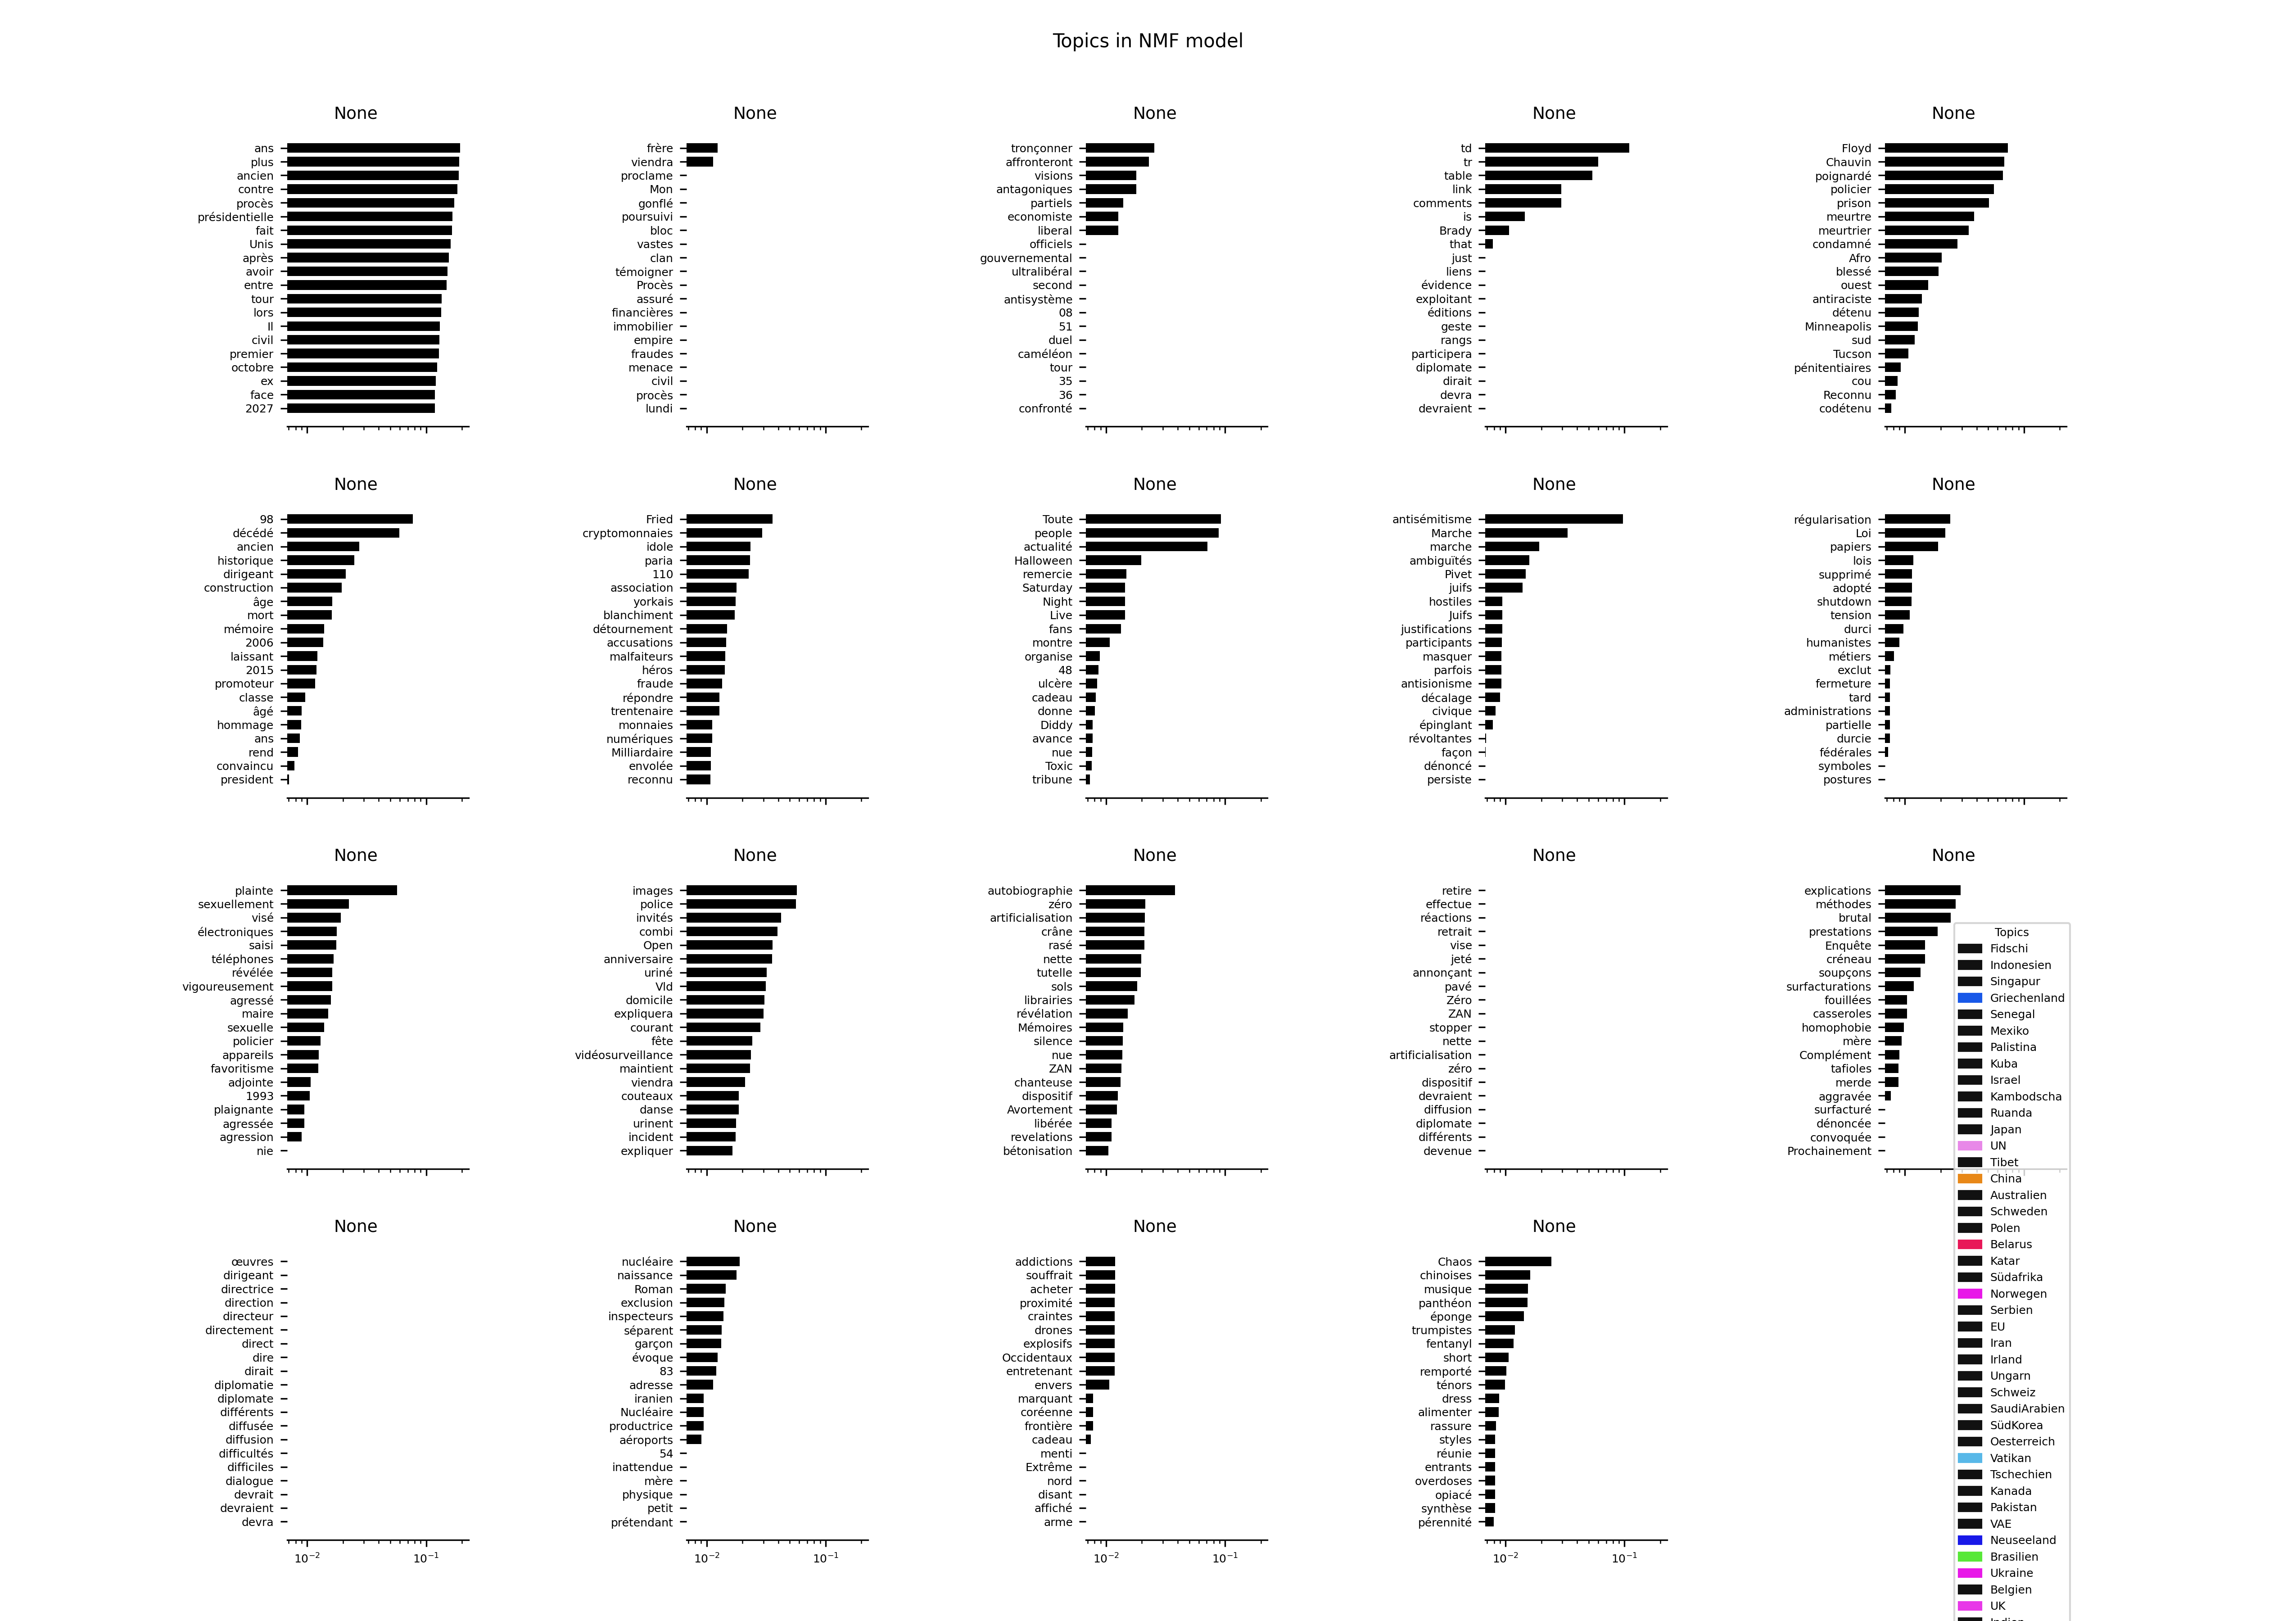 Topics in NMF model
None
ans
plus
ancien
contre
procès
présidentielle
fait
Unis
après
avoir
entre
tour
lors
Il
civil
premier
octobre
ex
face
2027
None
frère
viendra
proclame
Mon
gonflé
poursuivi
bloc
vastes
clan
témoigner
Procès
assuré
financières
immobilier
empire
fraudes
menace
civil
procès
lundi
None
tronçonner
affronteront
visions
antagoniques
partiels
economiste
liberal
officiels
gouvernemental
ultralibéral
second
antisystème
08
51
duel
caméléon
tour
35
36
confronté
None
td
tr
table
link
comments
is
Brady
that
just
liens
évidence
exploitant
éditions
geste
rangs
participera
diplomate
dirait
devra
devraient
None
Floyd
Chauvin
poignardé
policier
prison
meurtre
meurtrier
condamné
Afro
blessé
ouest
antiraciste
détenu
Minneapolis
sud
Tucson
pénitentiaires
cou
Reconnu
codétenu
None
98
décédé
ancien
historique
dirigeant
construction
âge
mort
mémoire
2006
laissant
2015
promoteur
classe
âgé
hommage
ans
rend
convaincu
president
None
Fried
cryptomonnaies
idole
paria
110
association
yorkais
blanchiment
détournement
accusations
malfaiteurs
héros
fraude
répondre
trentenaire
monnaies
numériques
Milliardaire
envolée
reconnu
None
Toute
people
actualité
Halloween
remercie
Saturday
Night
Live
fans
montre
organise
48
ulcère
cadeau
donne
Diddy
avance
nue
Toxic
tribune
None
antisémitisme
Marche
marche
ambiguïtés
Pivet
juifs
hostiles
Juifs
justifications
participants
masquer
parfois
antisionisme
décalage
civique
épinglant
révoltantes
façon
dénoncé
persiste
None
régularisation
Loi
papiers
lois
supprimé
adopté
shutdown
tension
durci
humanistes
métiers
exclut
fermeture
tard
administrations
partielle
durcie
fédérales
symboles
postures
None
plainte
sexuellement
visé
électroniques
saisi
téléphones
révélée
vigoureusement
agressé
maire
sexuelle
policier
appareils
favoritisme
adjointe
1993
plaignante
agressée
agression
nie
None
images
police
invités
combi
Open
anniversaire
uriné
Vld
domicile
expliquera
courant
fête
vidéosurveillance
maintient
viendra
couteaux
danse
urinent
incident
expliquer
None
autobiographie
zéro
artificialisation
crâne
rasé
nette
tutelle
sols
librairies
révélation
Mémoires
silence
nue
ZAN
chanteuse
dispositif
Avortement
libérée
revelations
bétonisation
None
retire
effectue
réactions
retrait
vise
jeté
annonçant
pavé
Zéro
ZAN
stopper
nette
artificialisation
zéro
dispositif
devraient
diffusion
diplomate
différents
devenue
None
explications
méthodes
brutal
prestations
Enquête
créneau
soupçons
surfacturations
fouillées
casseroles
homophobie
mère
Complément
tafioles
merde
aggravée
surfacturé
dénoncée
convoquée
Prochainement
None
œuvres
dirigeant
directrice
direction
directeur
directement
direct
dire
dirait
diplomatie
diplomate
différents
diffusée
diffusion
difficultés
difficiles
dialogue
devrait
devraient
devra
10⁻² 10⁻¹
None
nucléaire
naissance
Roman
exclusion
inspecteurs
séparent
garçon
évoque
83
adresse
iranien
Nucléaire
productrice
aéroports
54
inattendue
mère
physique
petit
prétendant
10⁻² 10⁻¹
None
addictions
souffrait
acheter
proximité
craintes
drones
explosifs
Occidentaux
entretenant
envers
marquant
coréenne
frontière
cadeau
menti
Extrême
nord
disant
affiché
arme
10⁻² 10⁻¹
None
Chaos
chinoises
musique
panthéon
éponge
trumpistes
fentanyl
short
remporté
ténors
dress
alimenter
rassure
styles
réunie
entrants
overdoses
opiacé
synthèse
pérennité
10⁻² 10⁻¹
Topics
Fidschi
Indonesien
Singapur
Griechenland
Senegal
Mexiko
Palistina
Kuba
Israel
Kambodscha
Ruanda
Japan
UN
Tibet
China
Australien
Schweden
Polen
Belarus
Katar
Südafrika
Norwegen
Serbien
EU
Iran
Irland
Ungarn
Schweiz
SaudiArabien
SüdKorea
Oesterreich
Vatikan
Tschechien
Kanada
Pakistan
VAE
Neuseeland
Brasilien
Ukraine
Belgien
UK